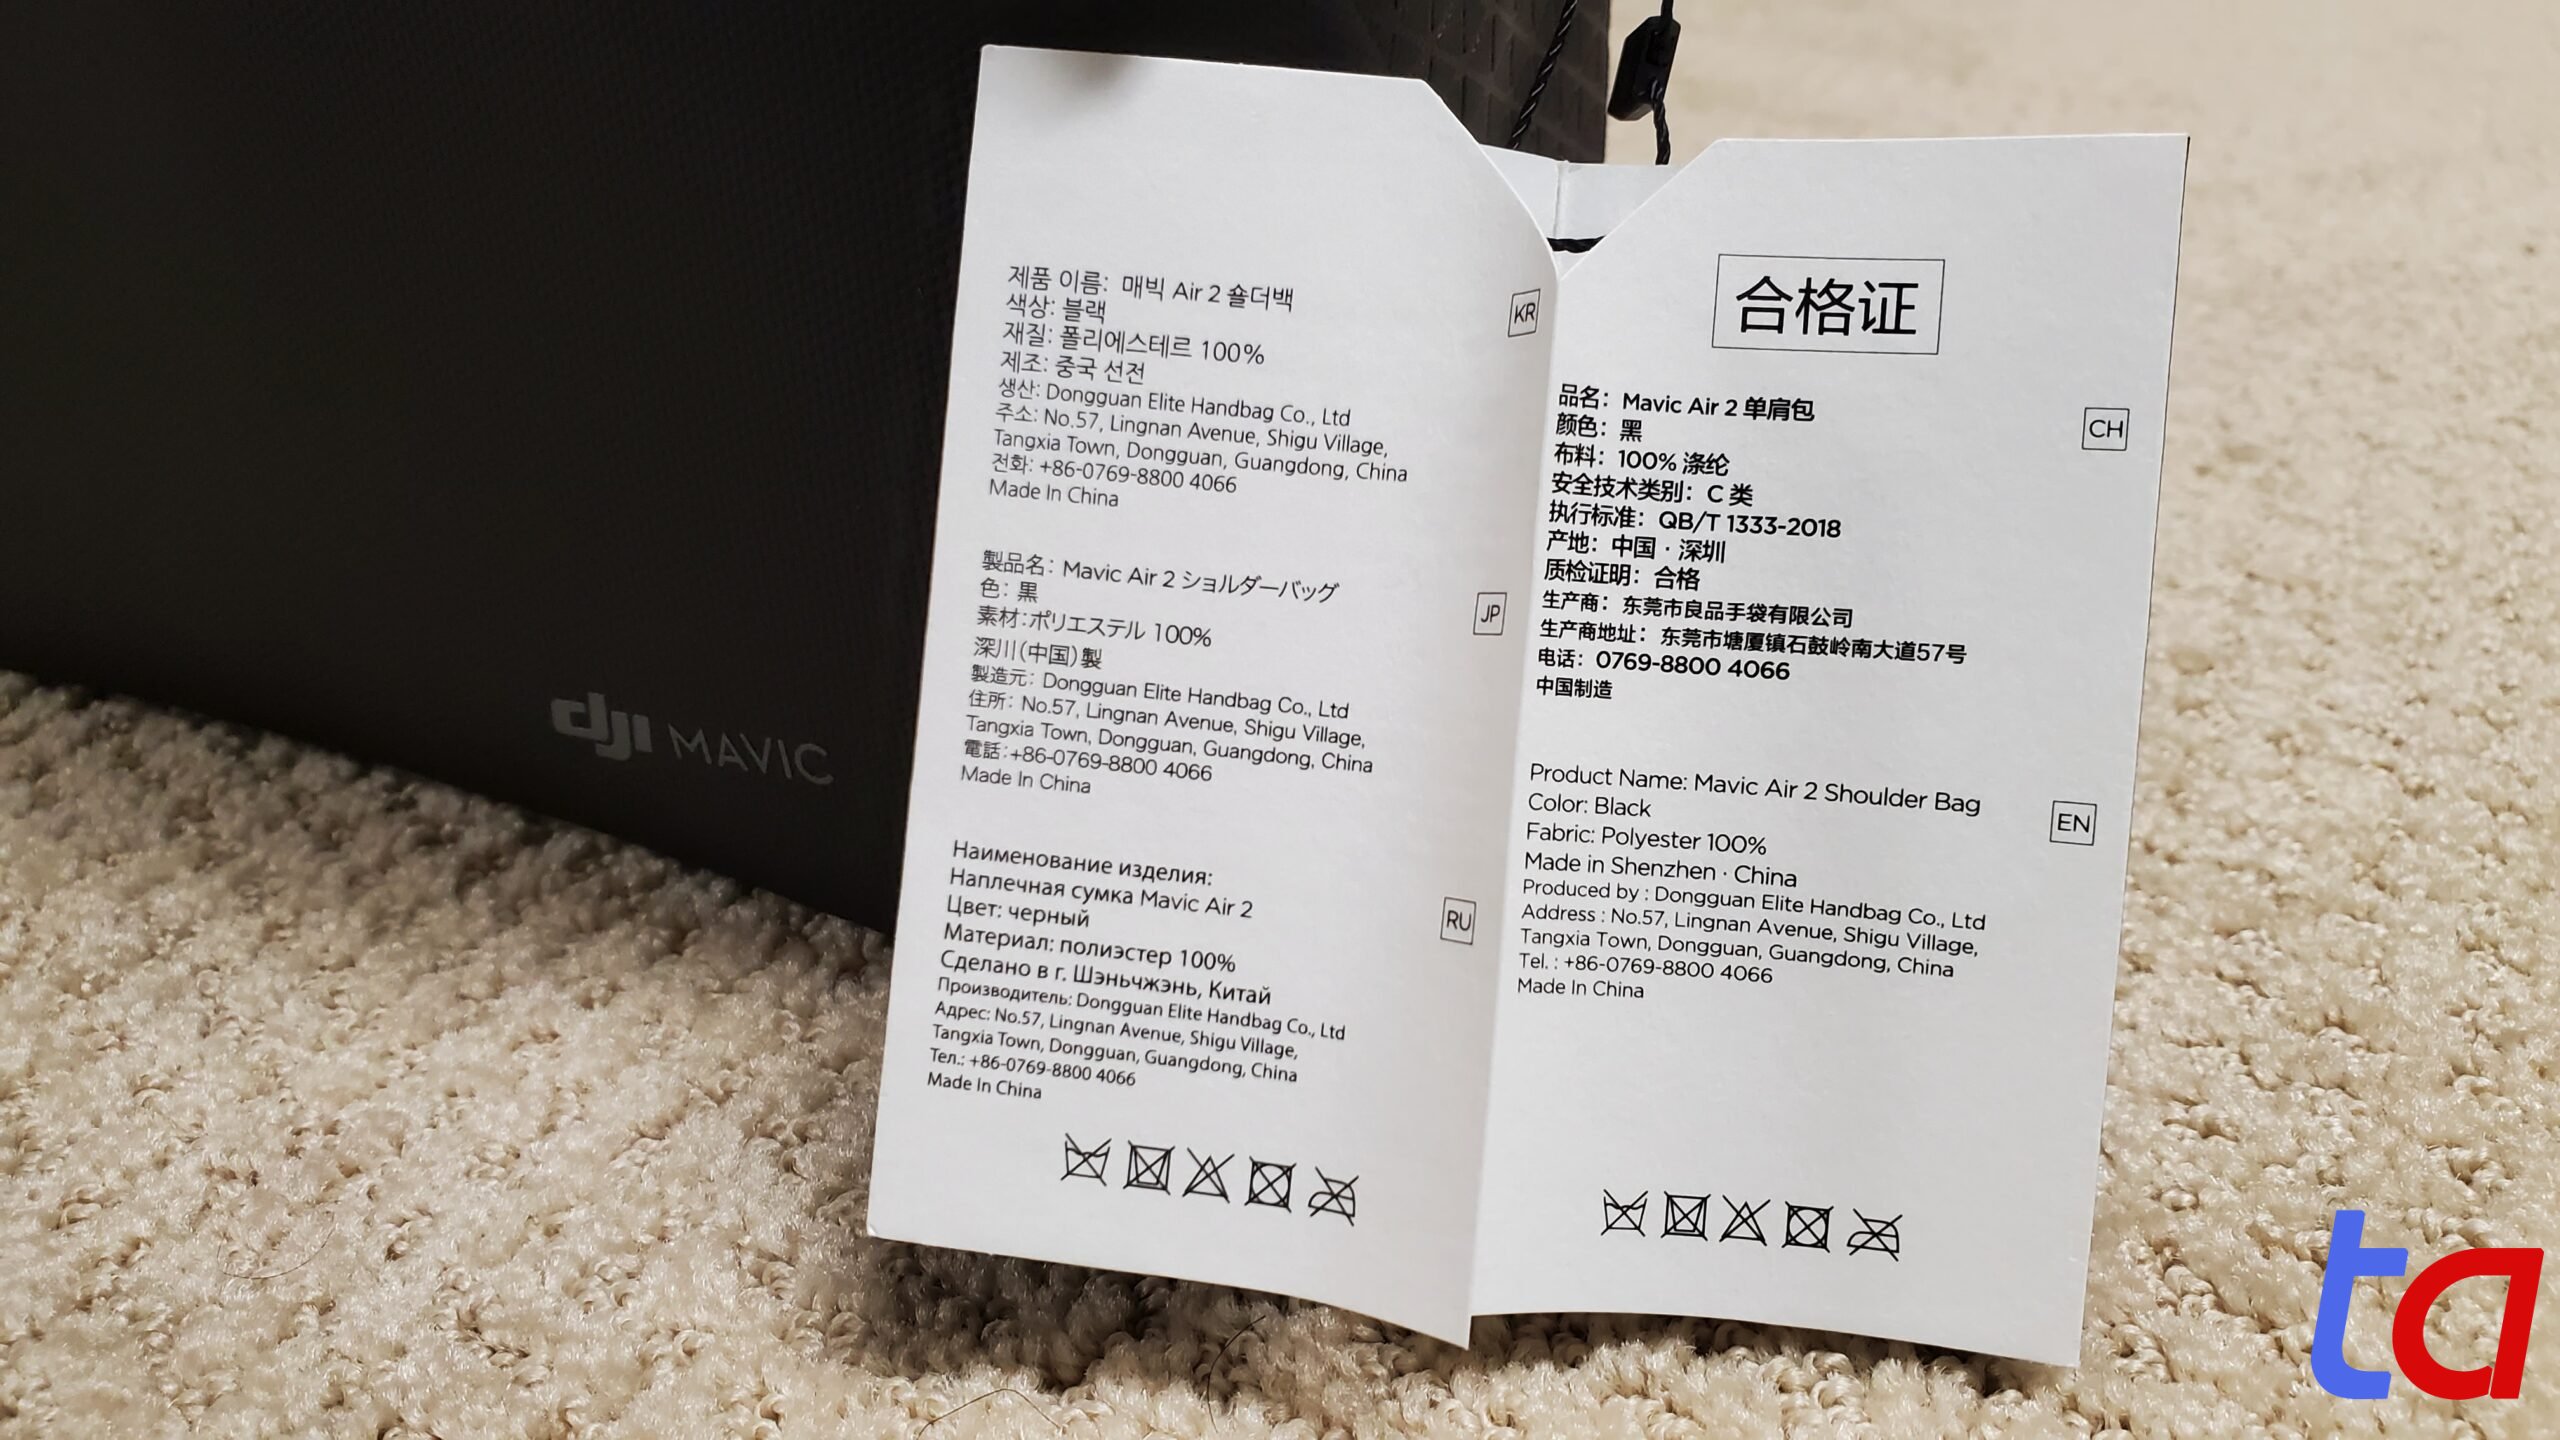 제품 이름: 매빅 Air 2 숄더백
색상: 블랙
재질: 폴리에스테르 100%
제조: 중국 선전
생산: Dongguan Elite Handbag Co., Ltd
주소: No.57, Lingnan Avenue, Shigu Village,
Tangxia Town, Dongguan, Guangdong, China
전화: +86-0769-8800 4066
Made In China
KR
製品名: Mavic Air 2 ショルダーバッグ
色: 黒
素材:ポリエステル 100%
深川(中国)製
製造元: Dongguan Elite Handbag Co., Ltd
住所: No.57, Lingnan Avenue, Shigu Village,
Tangxia Town, Dongguan, Guangdong, China
電話:+86-0769-8800 4066
Made In China
JP
Наименование изделия:
Наплечная сумка Mavic Air 2
Цвет: черный
Материал: полиэстер 100%
Сделано в г. Шэньчжэнь, Китай
Производитель: Dongguan Elite Handbag Co., Ltd
Адрес: No.57, Lingnan Avenue, Shigu Village,
Tangxia Town, Dongguan, Guangdong, China
Тел.: +86-0769-8800 4066
Made In China
RU
合格证
品名：Mavic Air 2 单肩包
颜色：黑
布料：100% 涤纶
安全技术类别：C 类
执行标准：QB/T 1333-2018
产地：中国 · 深圳
质检证明：合格
生产商：东莞市良品手袋有限公司
生产商地址：东莞市塘厦镇石鼓岭南大道57号
电话：0769-8800 4066
中国制造
CH
Product Name: Mavic Air 2 Shoulder Bag
Color: Black
Fabric: Polyester 100%
Made in Shenzhen · China
Produced by : Dongguan Elite Handbag Co., Ltd
Address : No.57, Lingnan Avenue, Shigu Village,
Tangxia Town, Dongguan, Guangdong, China
Tel. : +86-0769-8800 4066
Made In China
EN
dji MAVIC
ta